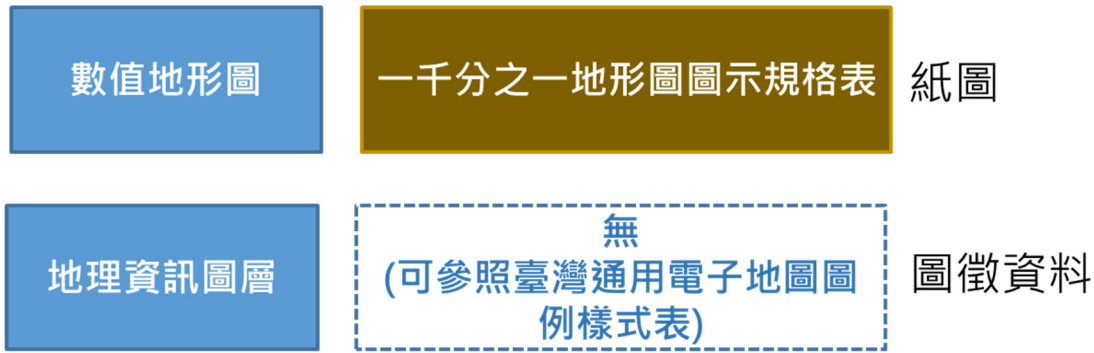 數值地形圖
一千分之一地形圖圖示規格表
紙圖
地理資訊圖層
無
(可參照臺灣通用電子地圖圖
例樣式表)
圖徵資料